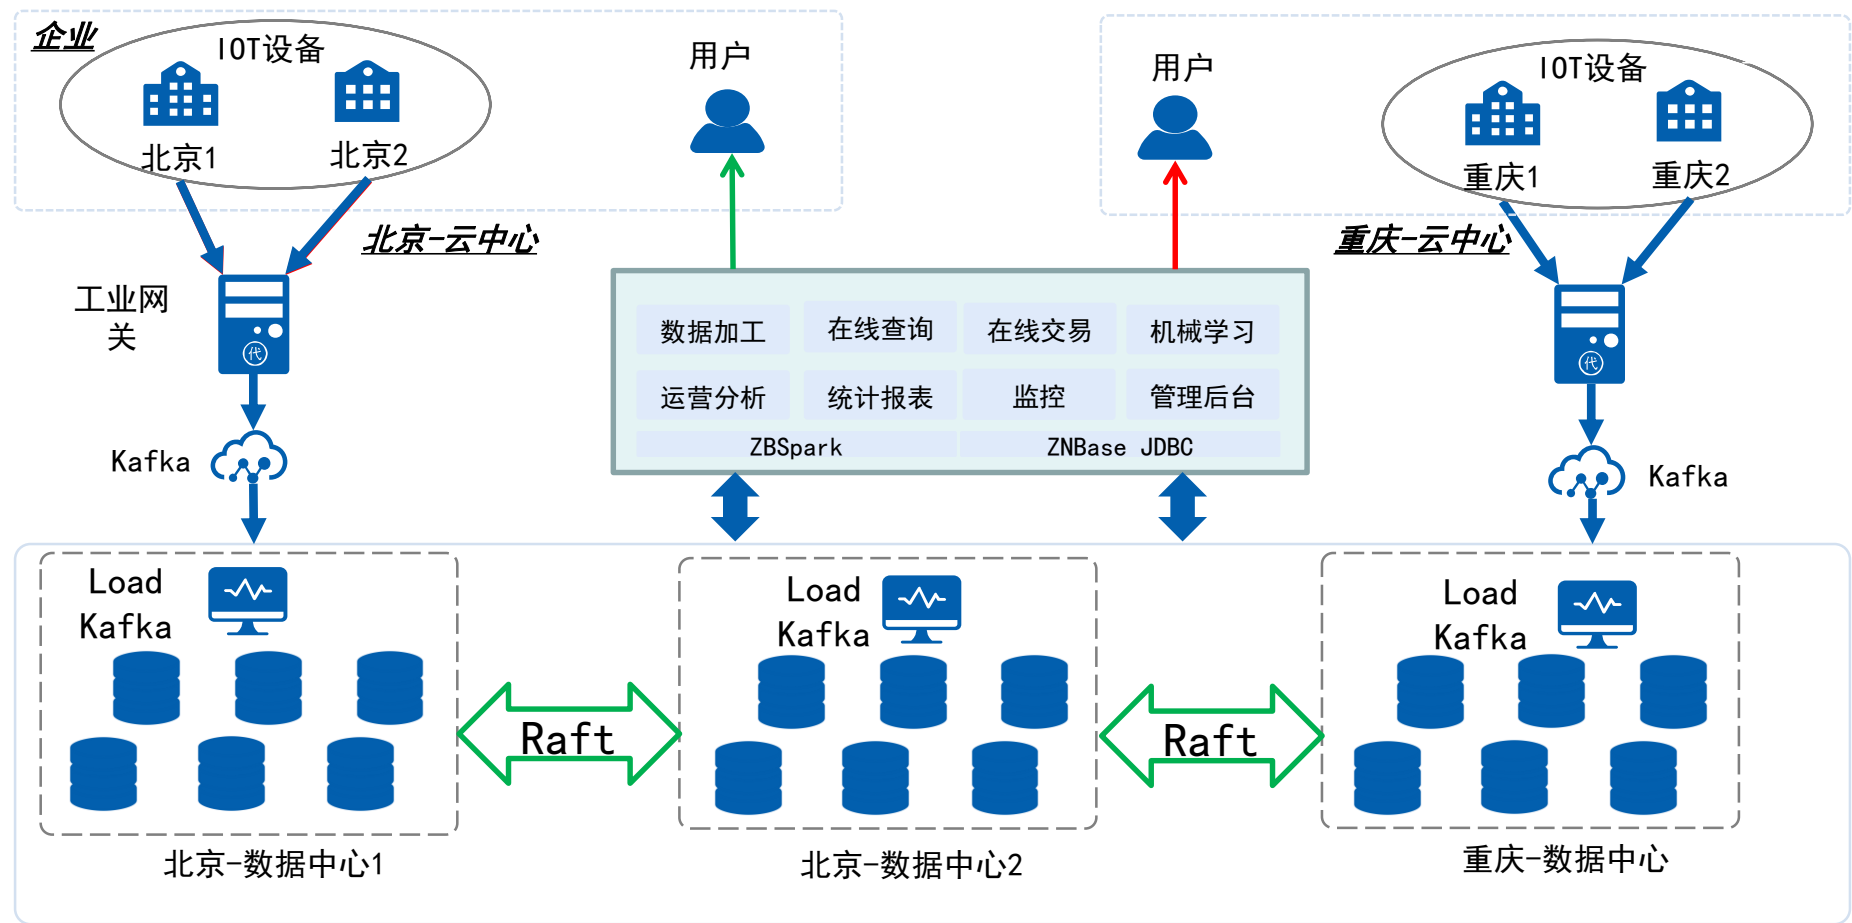 企业
IOT设备
北京1
北京2
用户
用户
IOT设备
重庆1
重庆2
北京-云中心
重庆-云中心
工业网
关
代
代
数据加工
在线查询
在线交易
机械学习
运营分析
统计报表
监控
管理后台
ZBSpark
ZNBase JDBC
Kafka
Kafka
Load
Kafka
Load
Kafka
Load
Kafka
Raft
Raft
北京-数据中心1
北京-数据中心2
重庆-数据中心